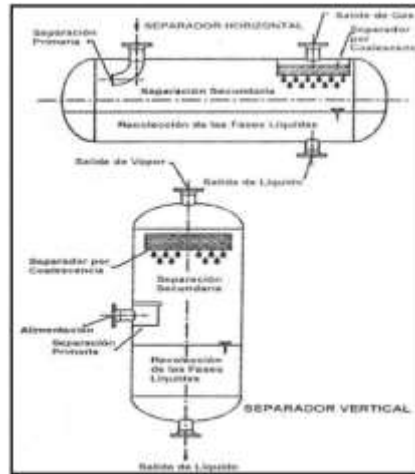 SEPARADOR HORIZONTAL
Separación
Primaria
Salida de Gas
Separador
por
Coalescencia
Separación Secundaria
Recolección de las Fases Líquidas
Salida de Vapor
Salida de Líquido
Separador por
Coalescencia
Separación
Secundaria
Alimentación
Separación
Primaria
Recolección
de las Fases
Líquidas
SEPARADOR VERTICAL
Salida de Líquido